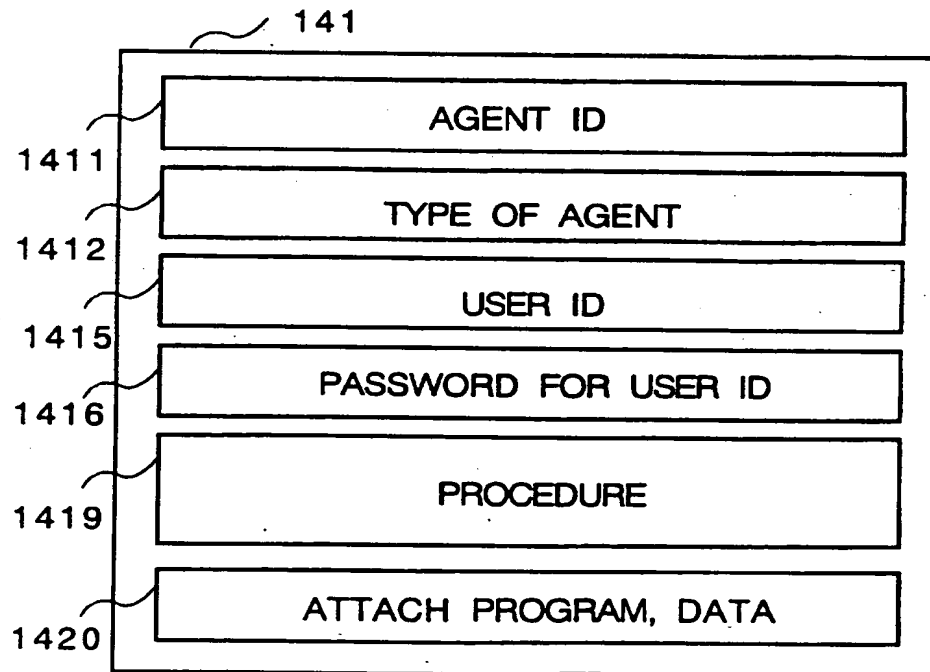 141
AGENT ID
1411
TYPE OF AGENT
1412
USER ID
1415
PASSWORD FOR USER ID
1416
PROCEDURE
1419
ATTACH PROGRAM, DATA
1420